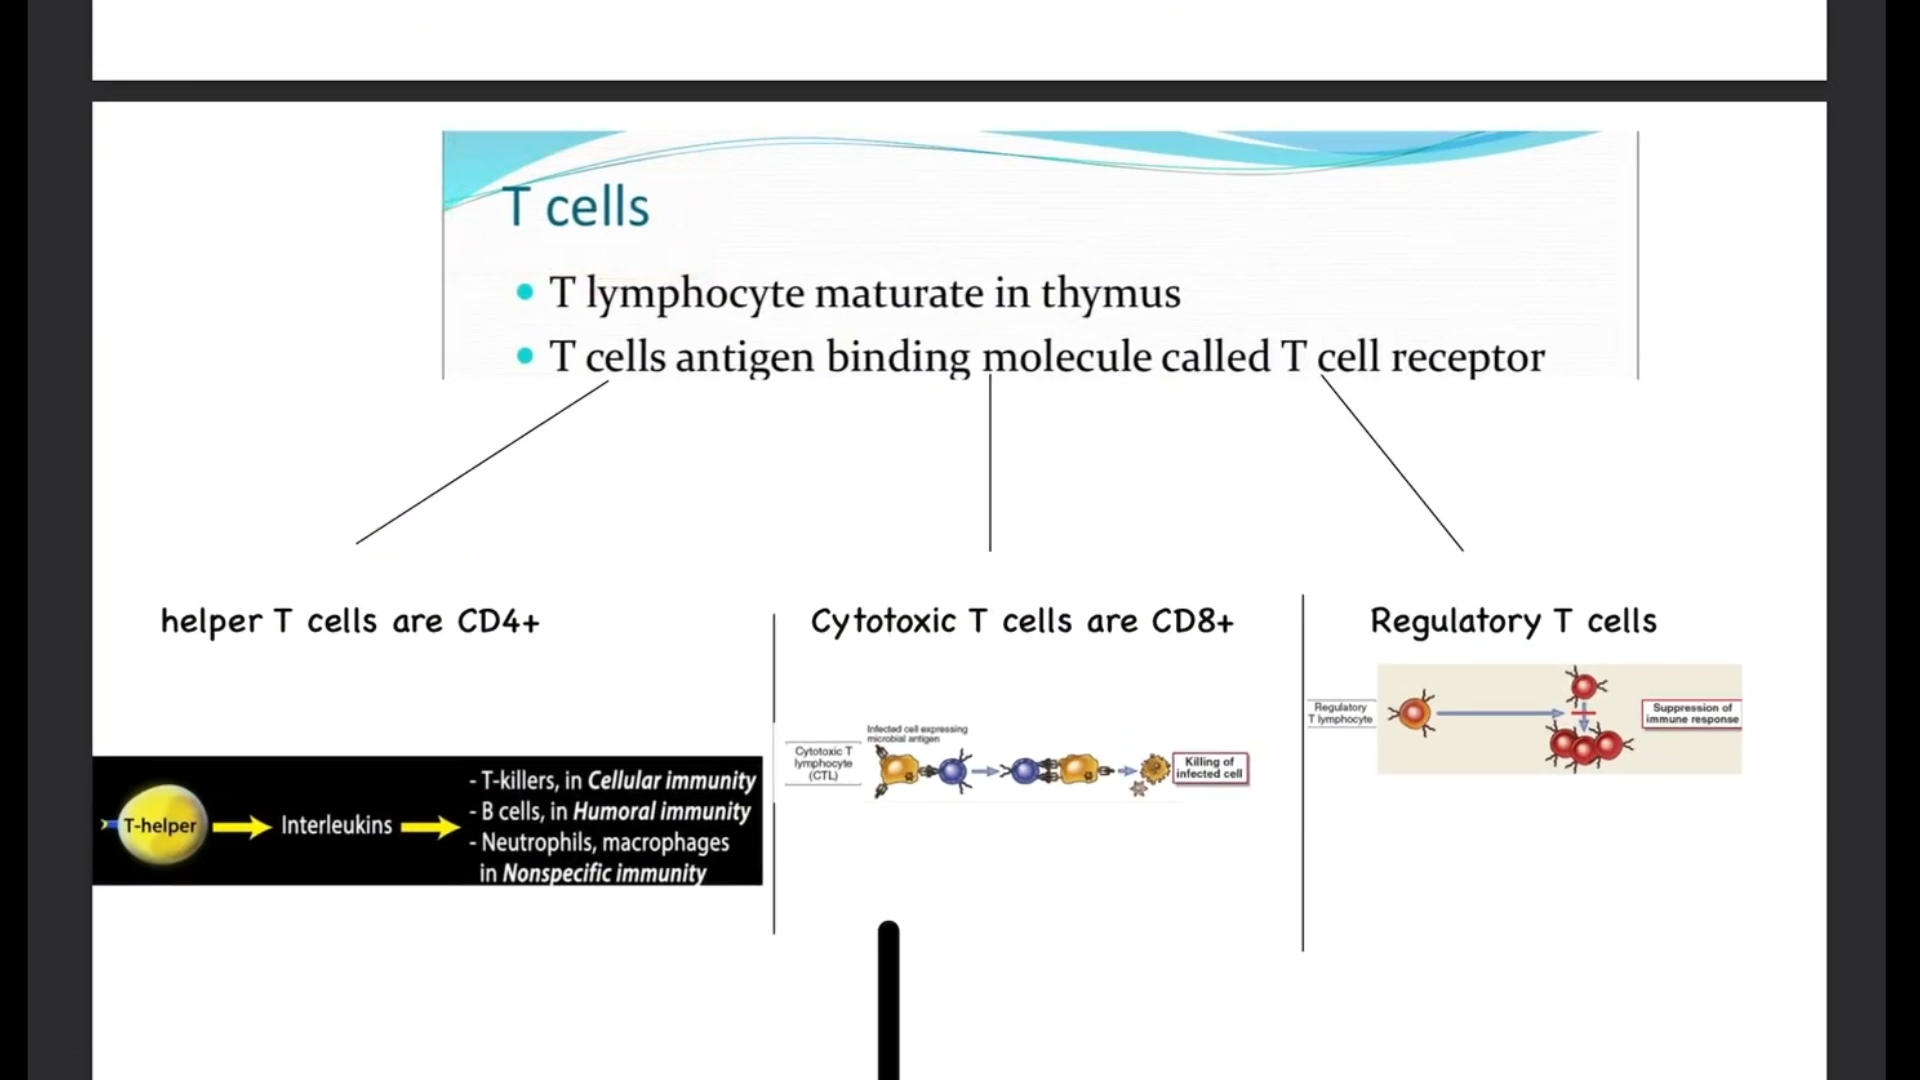 T cells
• T lymphocyte maturate in thymus
• T cells antigen binding molecule called T cell receptor
helper T cells are CD4+
T-helper
Interleukins
- T-killers, in Cellular immunity
- B cells, in Humoral immunity
- Neutrophils, macrophages
in Nonspecific immunity
Cytotoxic T cells are CD8+
Infected cell expressing
microbial antigen
Cytotoxic T
lymphocyte
(CTL)
Killing of
infected cell
Regulatory T cells
Regulatory
T lymphocyte
Suppression of
immune response